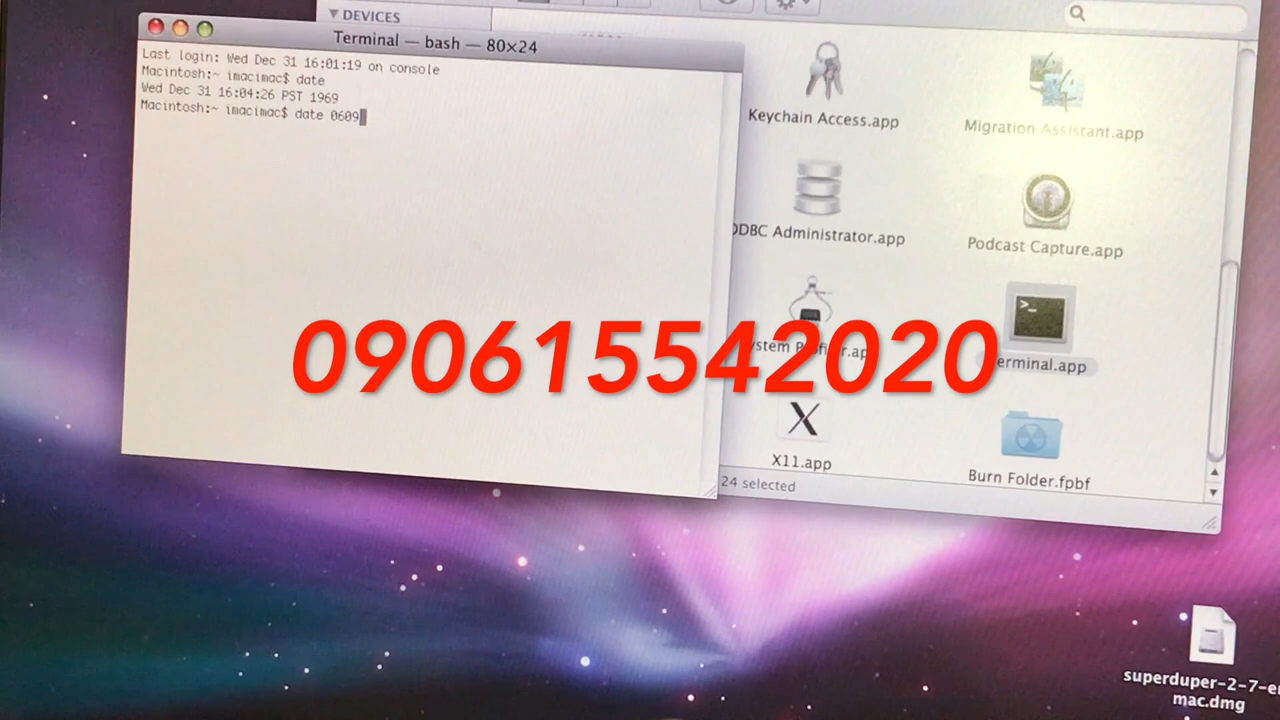 ▼ DEVICES
Terminal — bash — 80×24
Last login: Wed Dec 31 16:01:19 on console
Macintosh:~ imacimac$ date
Wed Dec 31 16:04:26 PST 1969
Macintosh:~ imacimac$ date 0609
Keychain Access.app
Migration Assistant.app
ODBC Administrator.app
Podcast Capture.app
090615542020
Terminal.app
X11.app
Burn Folder.fpbf
24 selected
superduper-2-7-en
mac.dmg